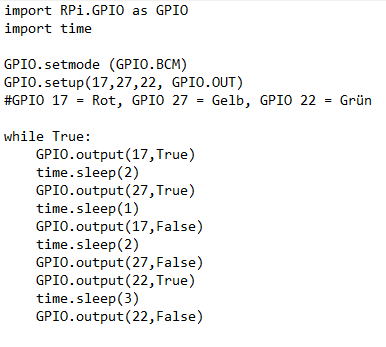 import RPi.GPIO as GPIO
import time

GPIO.setmode (GPIO.BCM)
GPIO.setup(17,27,22, GPIO.OUT)
#GPIO 17 = Rot, GPIO 27 = Gelb, GPIO 22 = Grün

while True:
    GPIO.output(17,True)
    time.sleep(2)
    GPIO.output(27,True)
    time.sleep(1)
    GPIO.output(17,False)
    time.sleep(2)
    GPIO.output(27,False)
    GPIO.output(22,True)
    time.sleep(3)
    GPIO.output(22,False)